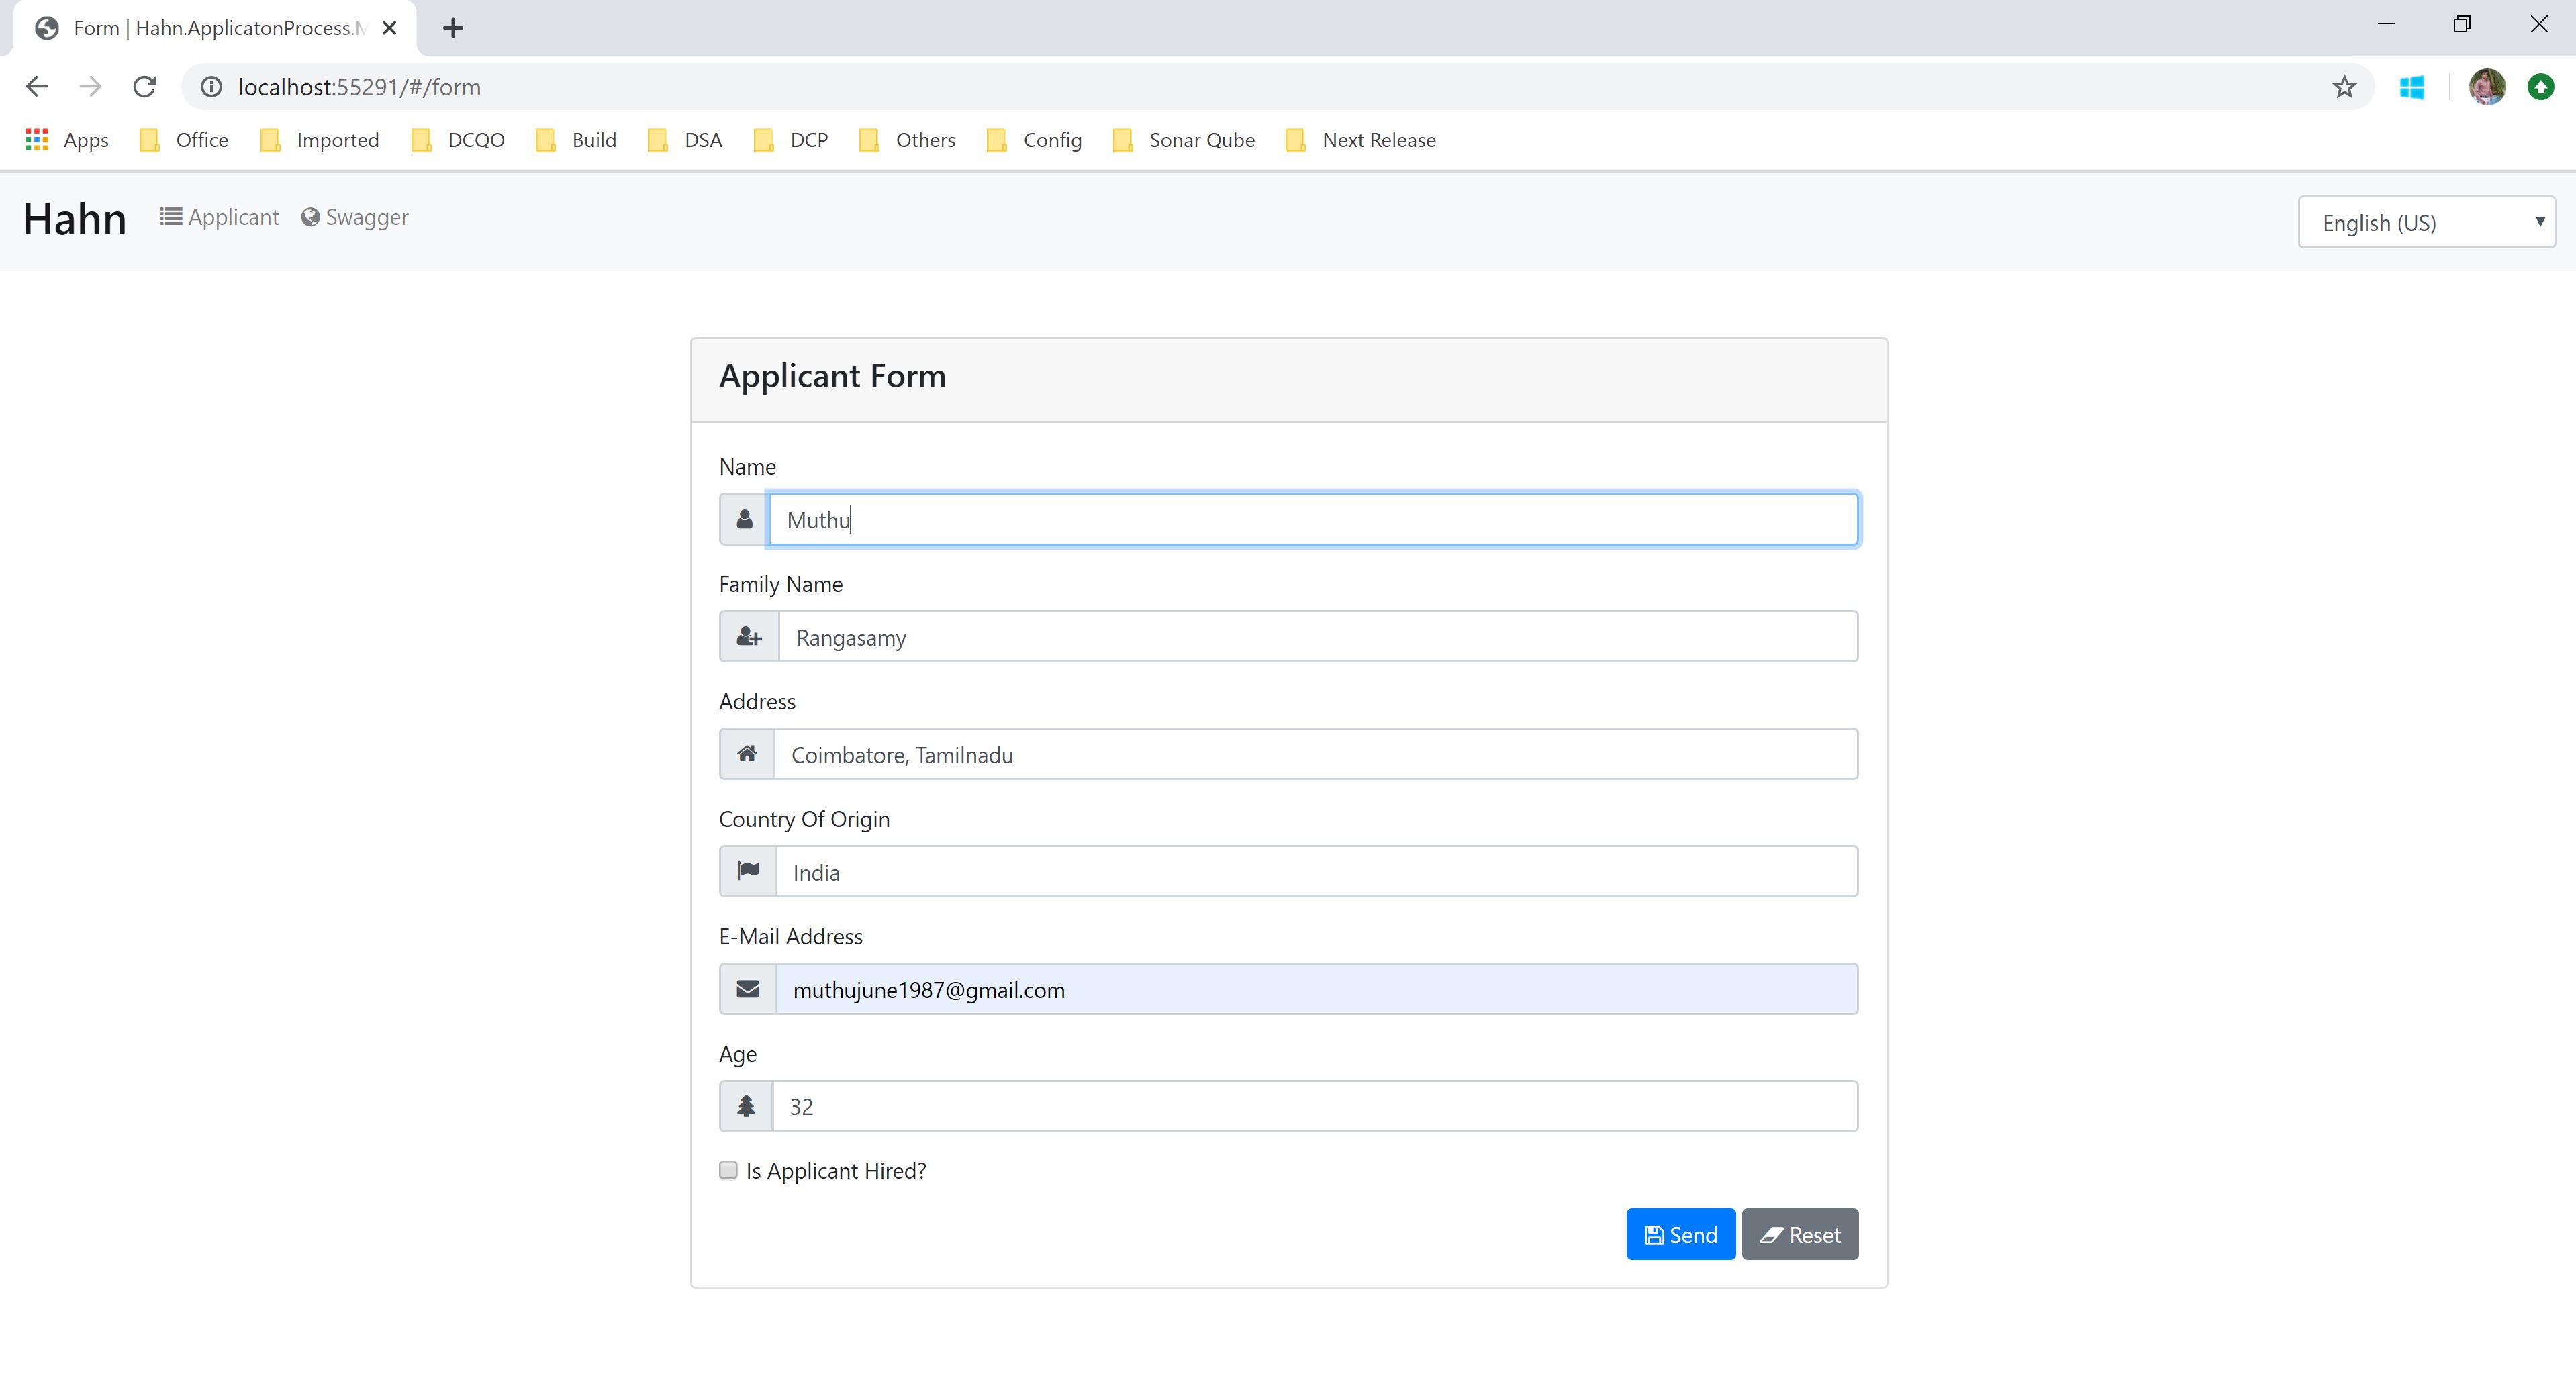 Form | Hahn.ApplicatonProcess.
localhost:55291/#/form
Apps Office Imported DCQO Build DSA DCP Others Config Sonar Qube Next Release
Hahn Applicant Swagger English (US)
Applicant Form
Name
Muthu
Family Name
Rangasamy
Address
Coimbatore, Tamilnadu
Country Of Origin
India
E-Mail Address
muthujune1987@gmail.com
Age
32
Is Applicant Hired?
Send Reset